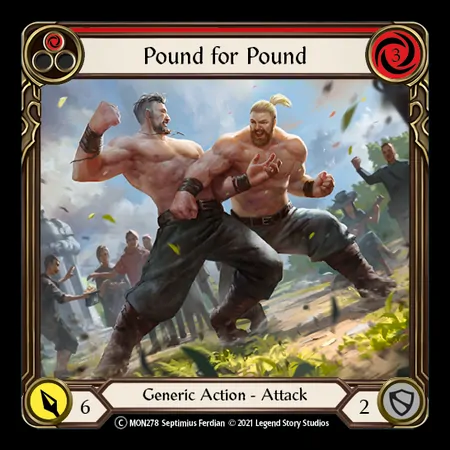 Pound for Pound
3
Generic Action - Attack
6
2
© MON278 Septimius Ferdian © 2021 Legend Story Studios